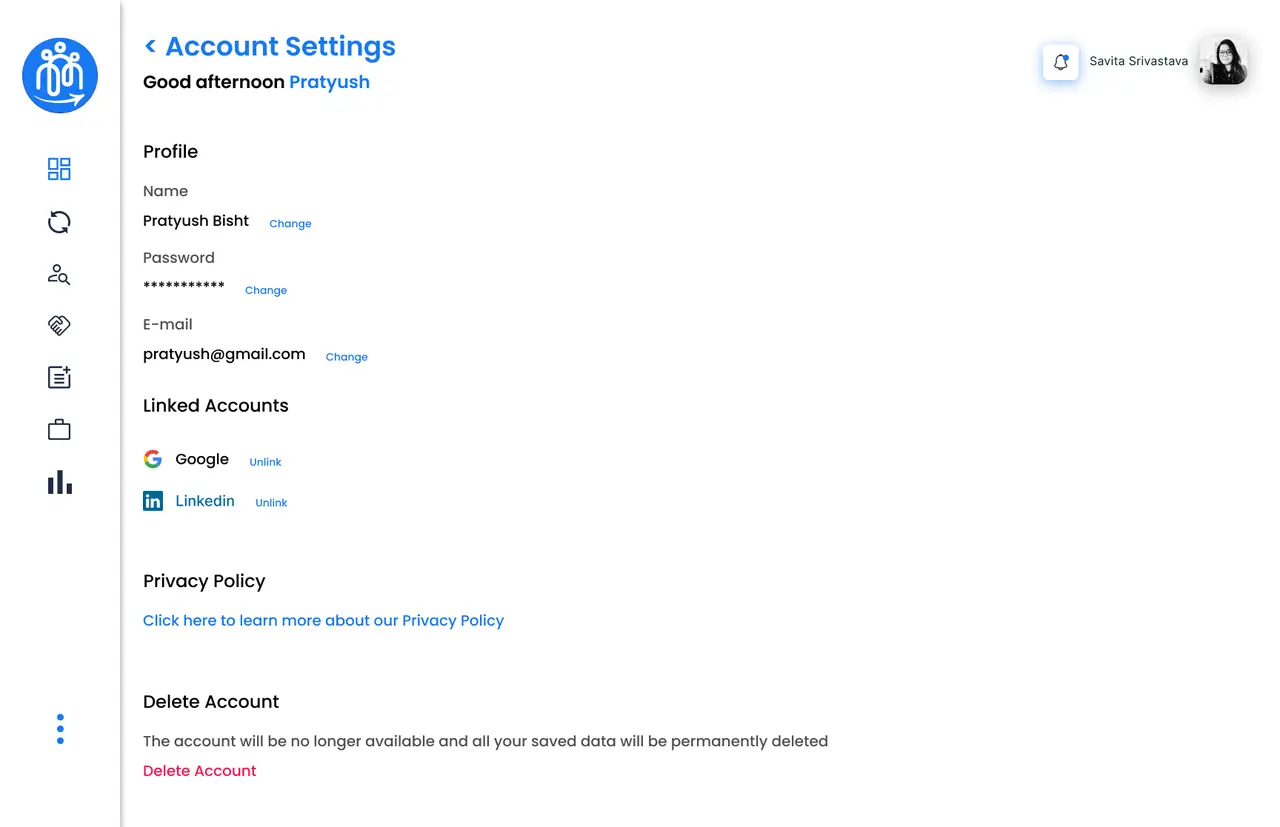 < Account Settings
Good afternoon Pratyush
Savita Srivastava
Profile
Name
Pratyush Bisht Change
Password
*********** Change
E-mail
pratyush@gmail.com Change
Linked Accounts
Google Unlink
in Linkedin Unlink
Privacy Policy
Click here to learn more about our Privacy Policy
Delete Account
The account will be no longer available and all your saved data will be permanently deleted
Delete Account